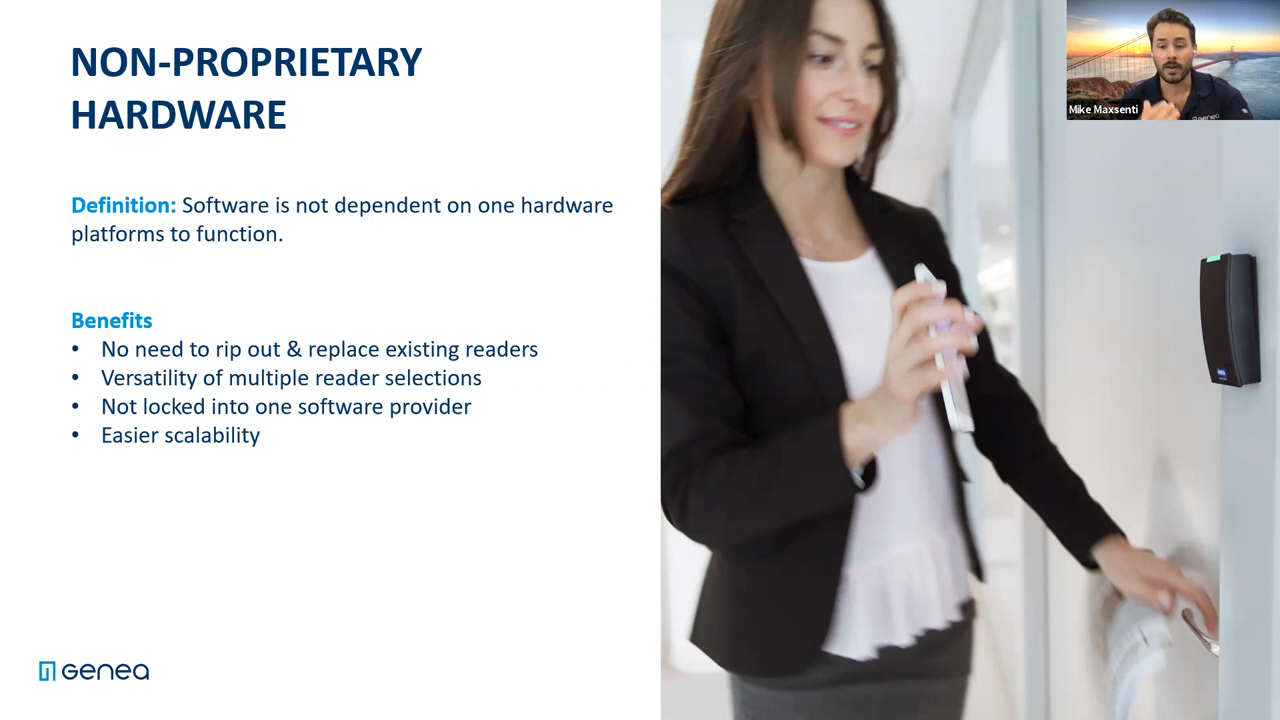 NON-PROPRIETARY
HARDWARE
Definition: Software is not dependent on one hardware
platforms to function.
Benefits
• No need to rip out & replace existing readers
• Versatility of multiple reader selections
• Not locked into one software provider
• Easier scalability
Genea
Mike Maxsenti
genea